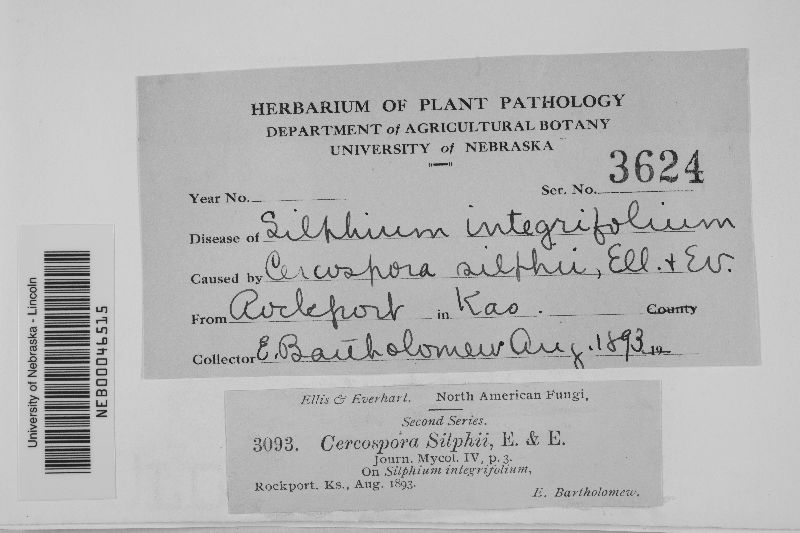 HERBARIUM OF PLANT PATHOLOGY
DEPARTMENT of AGRICULTURAL BOTANY
UNIVERSITY of NEBRASKA
Year No. Ser. No. 3624
Disease of Silphium integrifolium
Caused by Cercospora silphii, Ell. + Ev.
From Rockport in Kas. County
Collector E. Bartholomew Aug. 1893 19
University of Nebraska - Lincoln
NEB00046515
Ellis & Everhart. North American Fungi,
Second Series.
3093. Cercospora Silphii, E. & E.
Journ. Mycol. IV, p. 3.
On Silphium integrifolium,
Rockport. Ks., Aug. 1893.
E. Bartholomew.